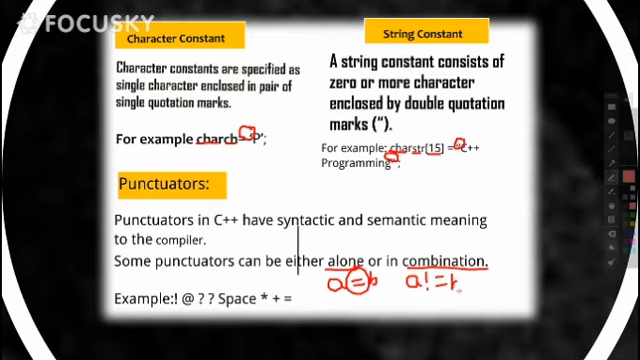 FOCUSKY
Character Constant
Character constants are specified as
single character enclosed in pair of
single quotation marks.
For example charch= 'P';
String Constant
A string constant consists of
zero or more character
enclosed by double quotation
marks (").
For example: charstr[15] = "C++
Programming";
Punctuators:
Punctuators in C++ have syntactic and semantic meaning
to the compiler.
Some punctuators can be either alone or in combination.
a=b a!=b
Example:! @ ? ? Space * + =